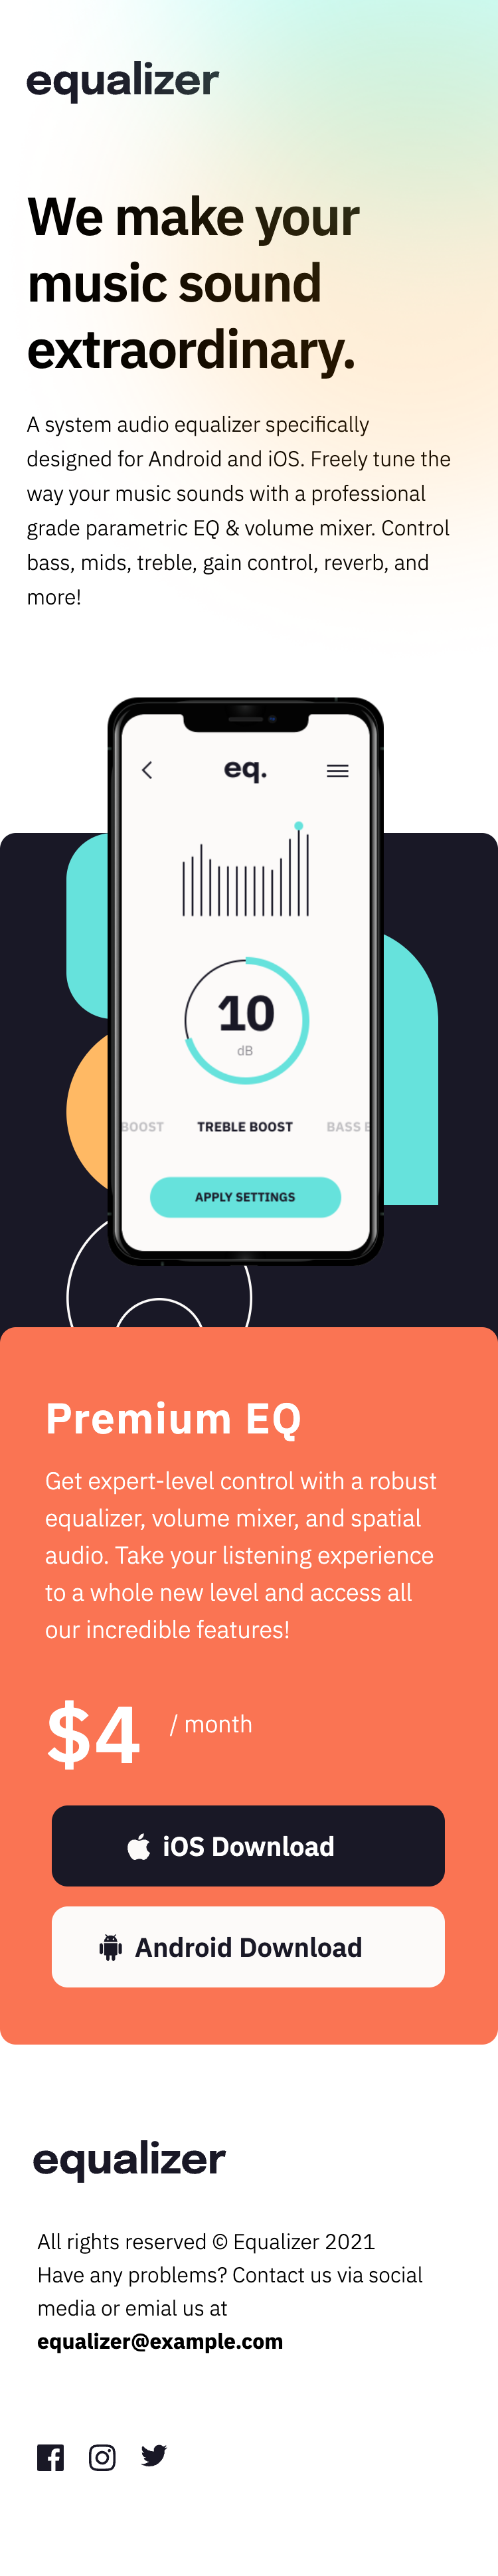 equalizer
We make your
music sound
extraordinary.
A system audio equalizer specifically
designed for Android and iOS. Freely tune the
way your music sounds with a professional
grade parametric EQ & volume mixer. Control
bass, mids, treble, gain control, reverb, and
more!
eq.
10
dB
BOOST TREBLE BOOST BASS
APPLY SETTINGS
Premium EQ
Get expert-level control with a robust
equalizer, volume mixer, and spatial
audio. Take your listening experience
to a whole new level and access all
our incredible features!
$4 / month
iOS Download
Android Download
equalizer
All rights reserved © Equalizer 2021
Have any problems? Contact us via social
media or emial us at
equalizer@example.com